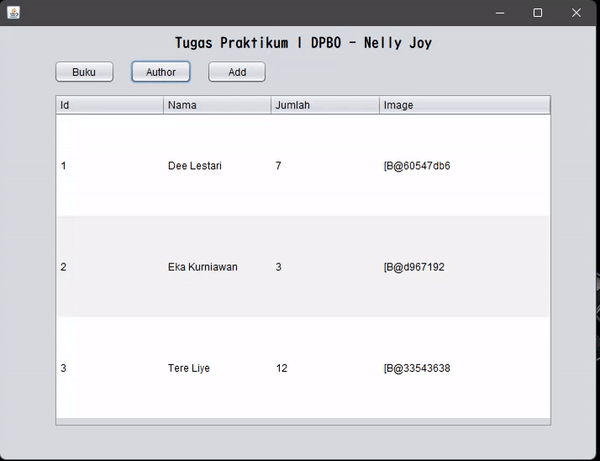 Tugas Praktikum I DPBO - Nelly Joy
Buku Author Add
Id Nama Jumlah Image
1 Dee Lestari 7 [B@60547db6
2 Eka Kurniawan 3 [B@d967192
3 Tere Liye 12 [B@33543638